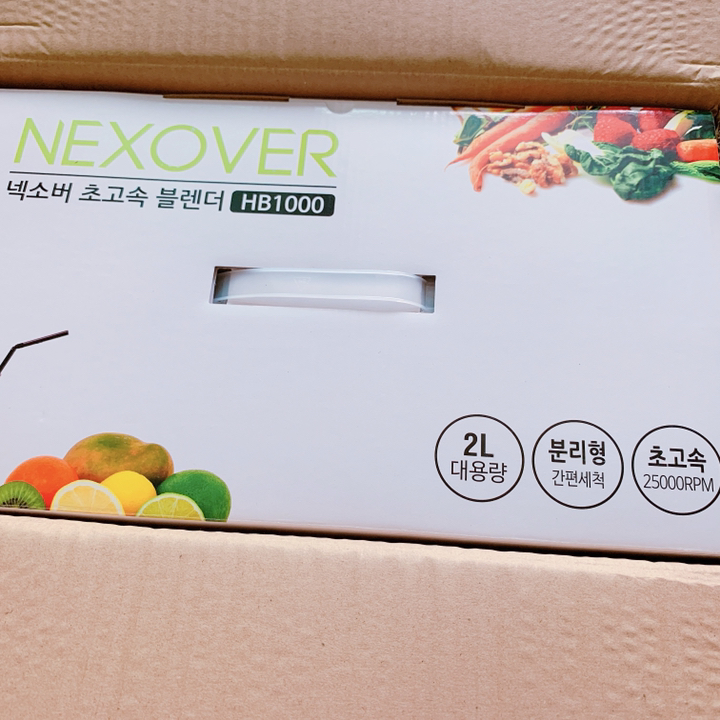 NEXOVER
넥소버 초고속 블렌더 HB1000
2L
대용량
분리형
간편세척
초고속
25000RPM